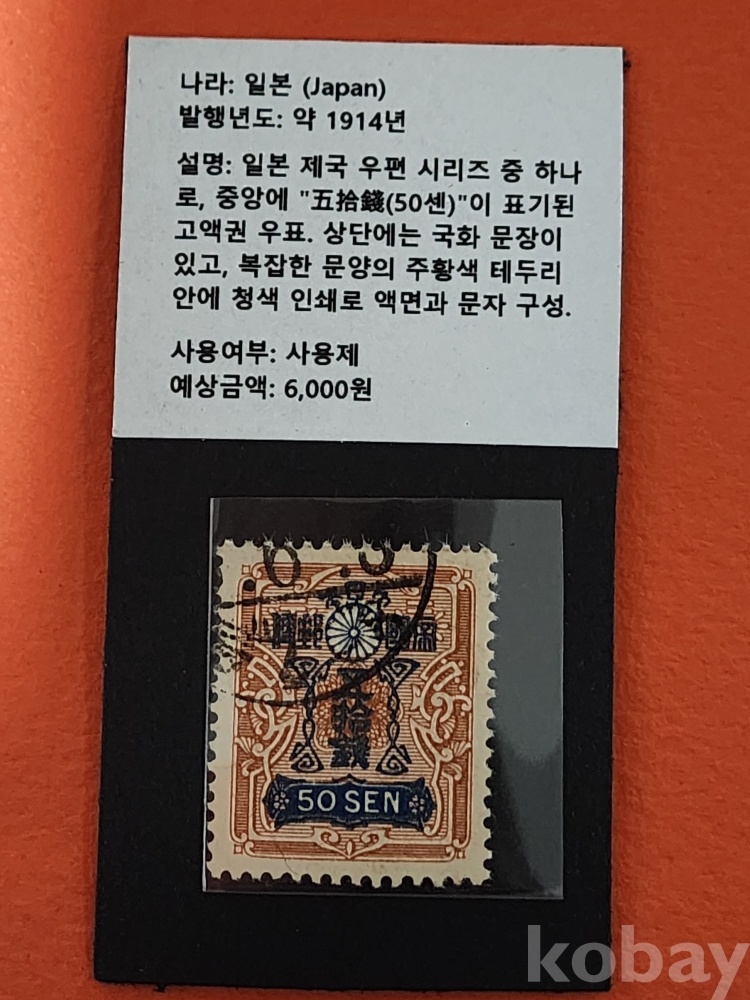 나라: 일본 (Japan)
발행년도: 약 1914년
설명: 일본 제국 우편 시리즈 중 하나
로, 중앙에 "五拾錢(50센)"이 표기된
고액권 우표. 상단에는 국화 문장이
있고, 복잡한 문양의 주황색 테두리
안에 청색 인쇄로 액면과 문자 구성.
사용여부: 사용제
예상금액: 6,000원
五拾錢
50 SEN
kobay